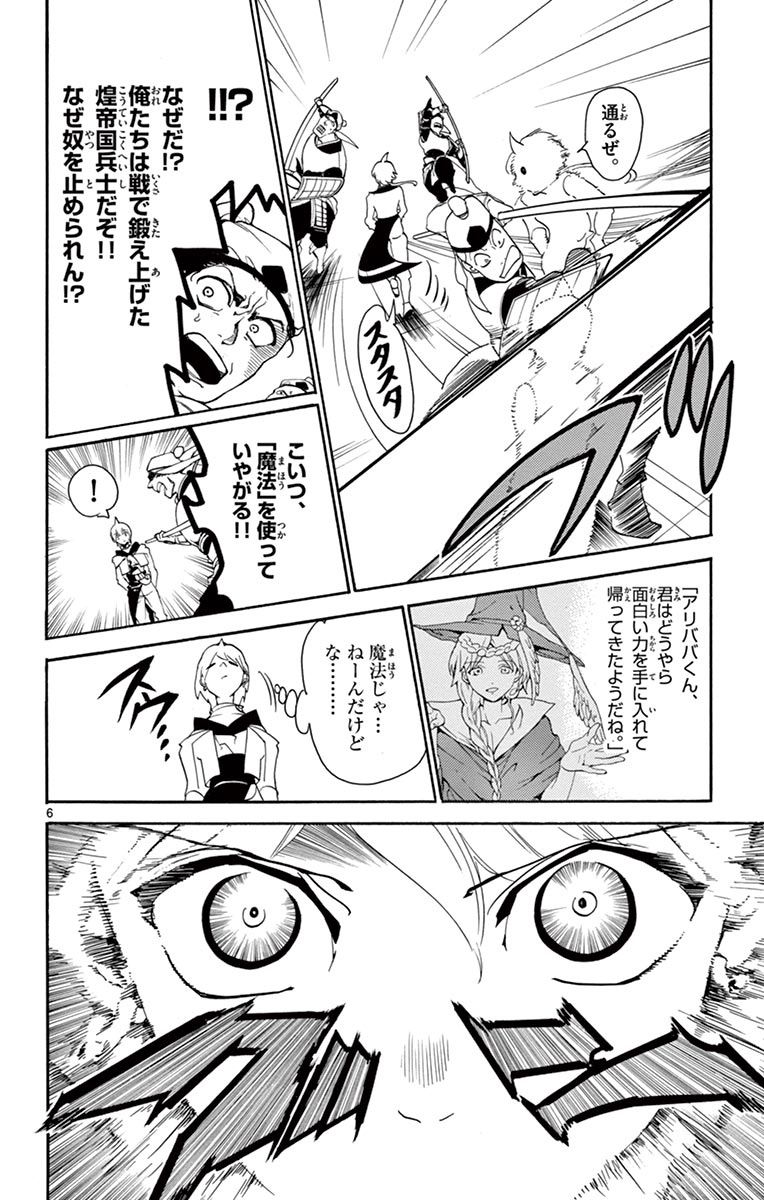 通るぜ。
スタスタ
グッ
!!?
なぜだ!?
俺たちは戦で鍛え上げた
煌帝国兵士だぞ!!
なぜ奴を止められん!?
こいつ、
「魔法」を使って
いやがる!!
!
「アリババくん、
君はどうやら
面白い力を手に入れて
帰ってきたようだね。」
魔法じゃ…
ねーんだけど
な………
スゥ…
6